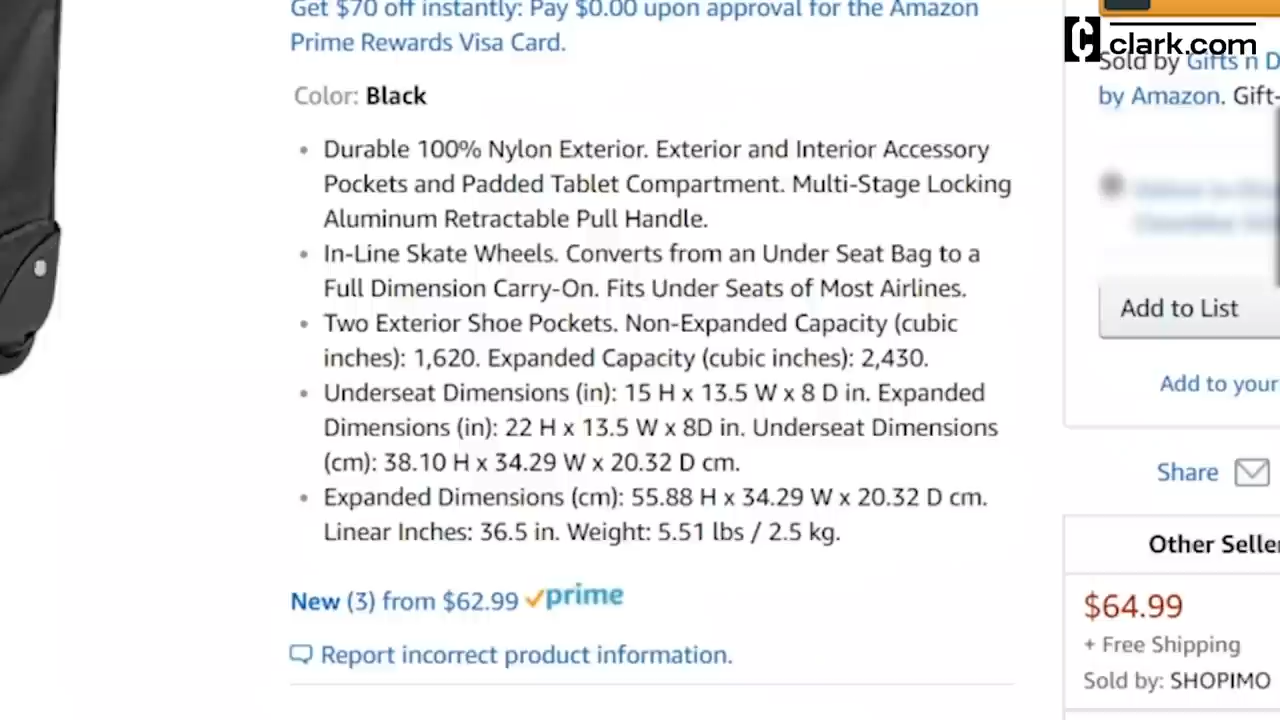 Get $70 off instantly: Pay $0.00 upon approval for the Amazon
Prime Rewards Visa Card.
clark.com
Sold by Gifts n D
by Amazon. Gift-
Color: Black
• Durable 100% Nylon Exterior. Exterior and Interior Accessory
Pockets and Padded Tablet Compartment. Multi-Stage Locking
Aluminum Retractable Pull Handle.
• In-Line Skate Wheels. Converts from an Under Seat Bag to a
Full Dimension Carry-On. Fits Under Seats of Most Airlines.
• Two Exterior Shoe Pockets. Non-Expanded Capacity (cubic
inches): 1,620. Expanded Capacity (cubic inches): 2,430.
• Underseat Dimensions (in): 15 H x 13.5 W x 8 D in. Expanded
Dimensions (in): 22 H x 13.5 W x 8D in. Underseat Dimensions
(cm): 38.10 H x 34.29 W x 20.32 D cm.
• Expanded Dimensions (cm): 55.88 H x 34.29 W x 20.32 D cm.
Linear Inches: 36.5 in. Weight: 5.51 lbs / 2.5 kg.
New (3) from $62.99 prime
Report incorrect product information.
Add to List
Add to your
Share
Other Selle
$64.99
+ Free Shipping
Sold by: SHOPIMO